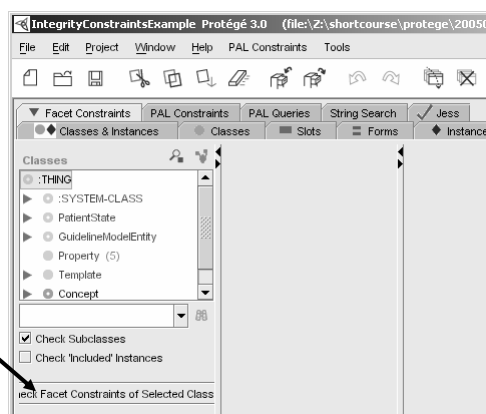 IntegrityConstraintsExample Protégé 3.0 (file:\Z:\shortcourse\protege\2005
File Edit Project Window Help PAL Constraints Tools
Facet Constraints PAL Constraints PAL Queries String Search Jess
Classes & Instances Classes Slots Forms Instance
Classes
:THING
:SYSTEM-CLASS
PatientState
GuidelineModelEntity
Property (5)
Template
Concept
Check Subclasses
Check 'Included' Instances
eck Facet Constraints of Selected Class